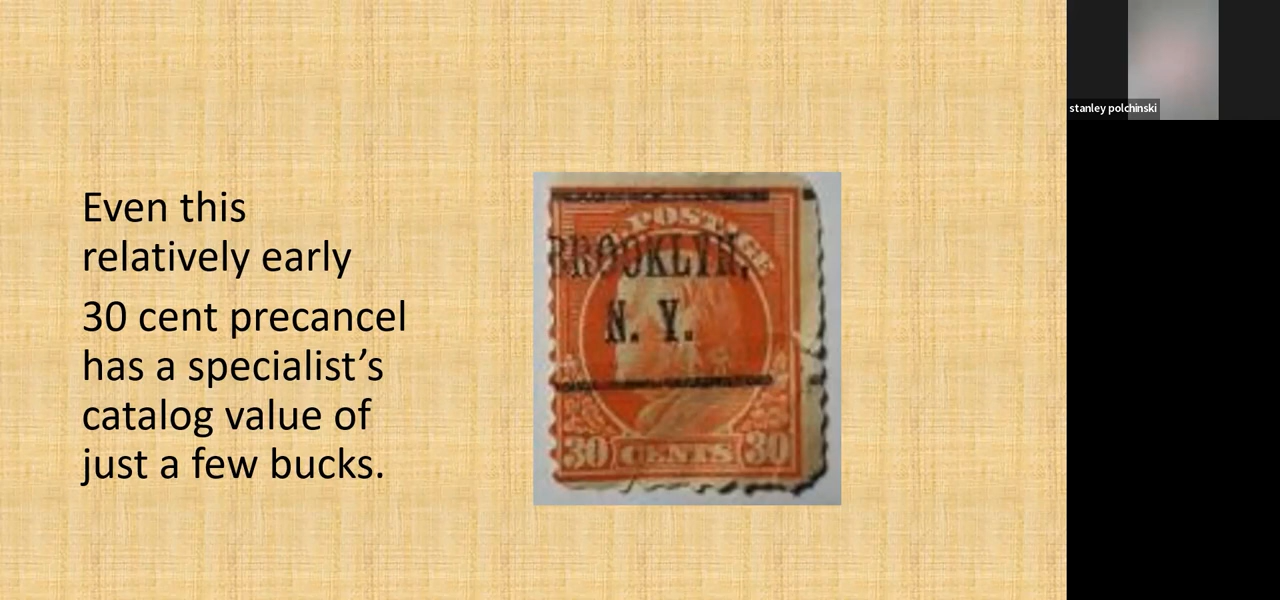 Even this
relatively early
30 cent precancel
has a specialist’s
catalog value of
just a few bucks.
POSTAGE
BROOKLYN,
N. Y.
30 CENTS 30
stanley polchinski